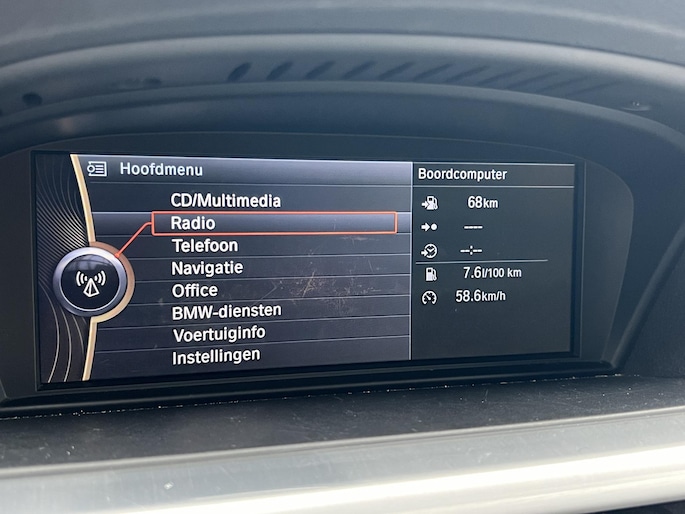 Hoofdmenu
CD/Multimedia
Radio
Telefoon
Navigatie
Office
BMW-diensten
Voertuiginfo
Instellingen
Boordcomputer
68km
----
--:--
7.6l/100 km
58.6km/h